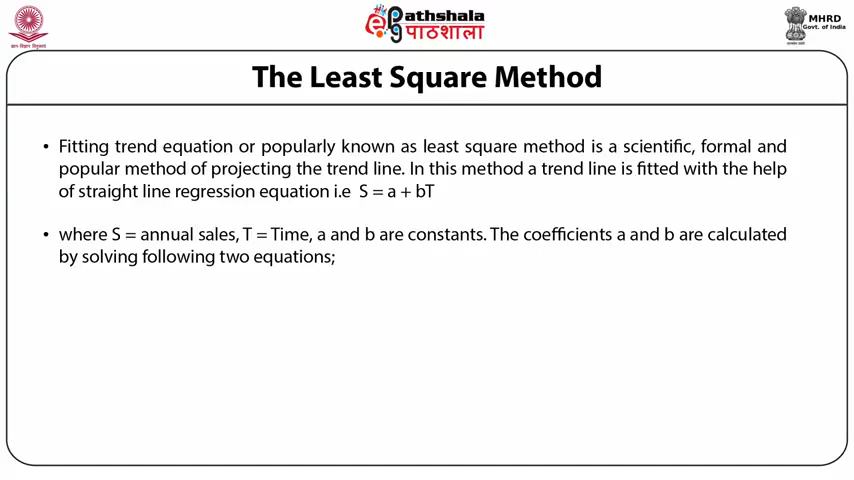 Pathshala
पाठशाला
MHRD
Govt. of India
The Least Square Method
• Fitting trend equation or popularly known as least square method is a scientific, formal and
popular method of projecting the trend line. In this method a trend line is fitted with the help
of straight line regression equation i.e S = a + bT
• where S = annual sales, T = Time, a and b are constants. The coefficients a and b are calculated
by solving following two equations;